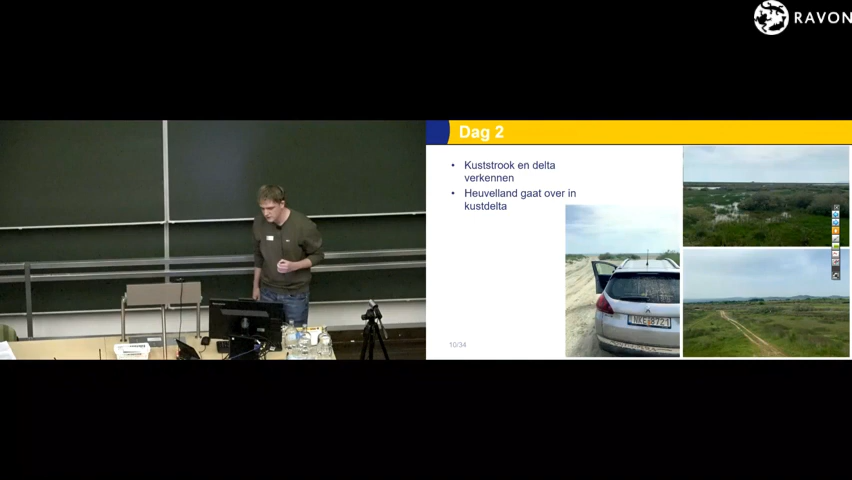 RAVON
Dag 2
• Kuststrook en delta
verkennen
• Heuvelland gaat over in
kustdelta
10/34